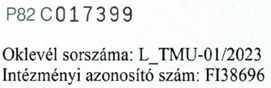 P82 C017399
Oklevél sorszáma: L_TMU-01/2023
Intézményi azonosító szám: FI38696